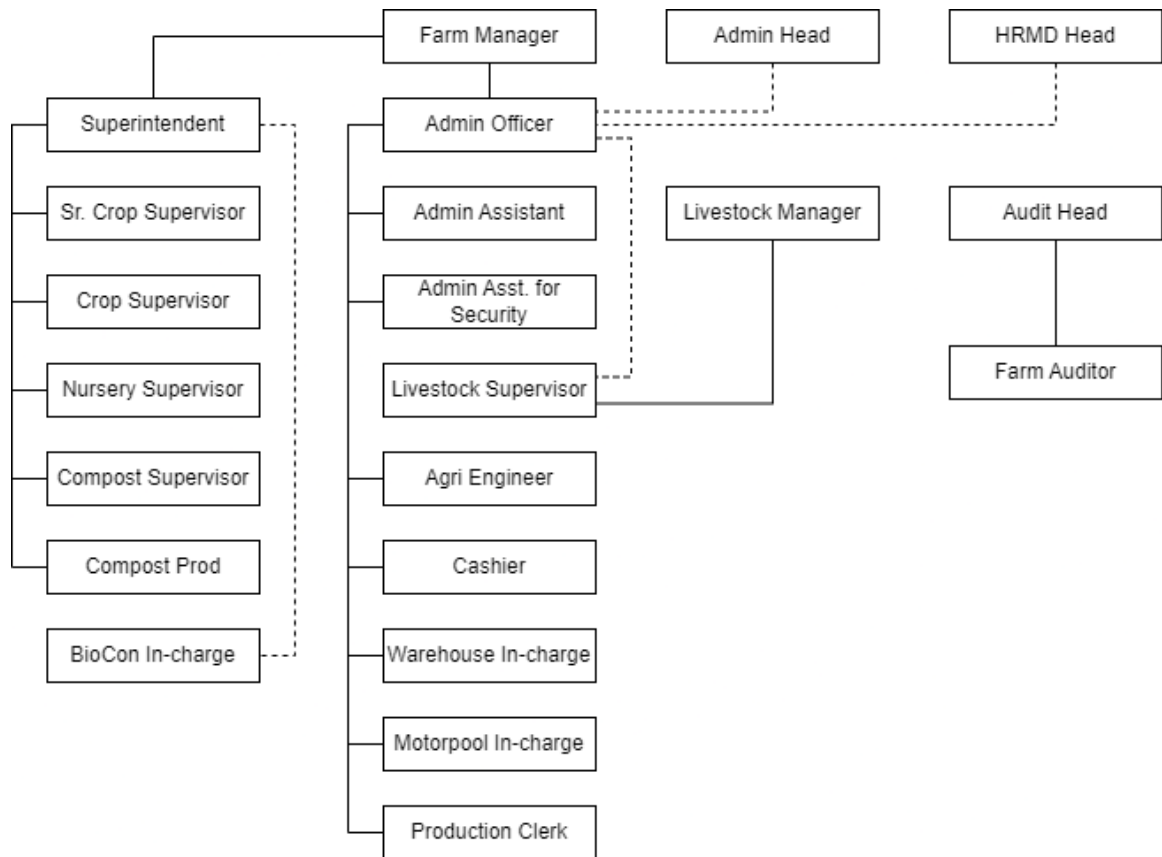 Farm Manager
Admin Head
HRMD Head
Superintendent
Admin Officer
Sr. Crop Supervisor
Admin Assistant
Livestock Manager
Audit Head
Crop Supervisor
Admin Asst. for
Security
Nursery Supervisor
Livestock Supervisor
Farm Auditor
Compost Supervisor
Agri Engineer
Compost Prod
Cashier
BioCon In-charge
Warehouse In-charge
Motorpool In-charge
Production Clerk